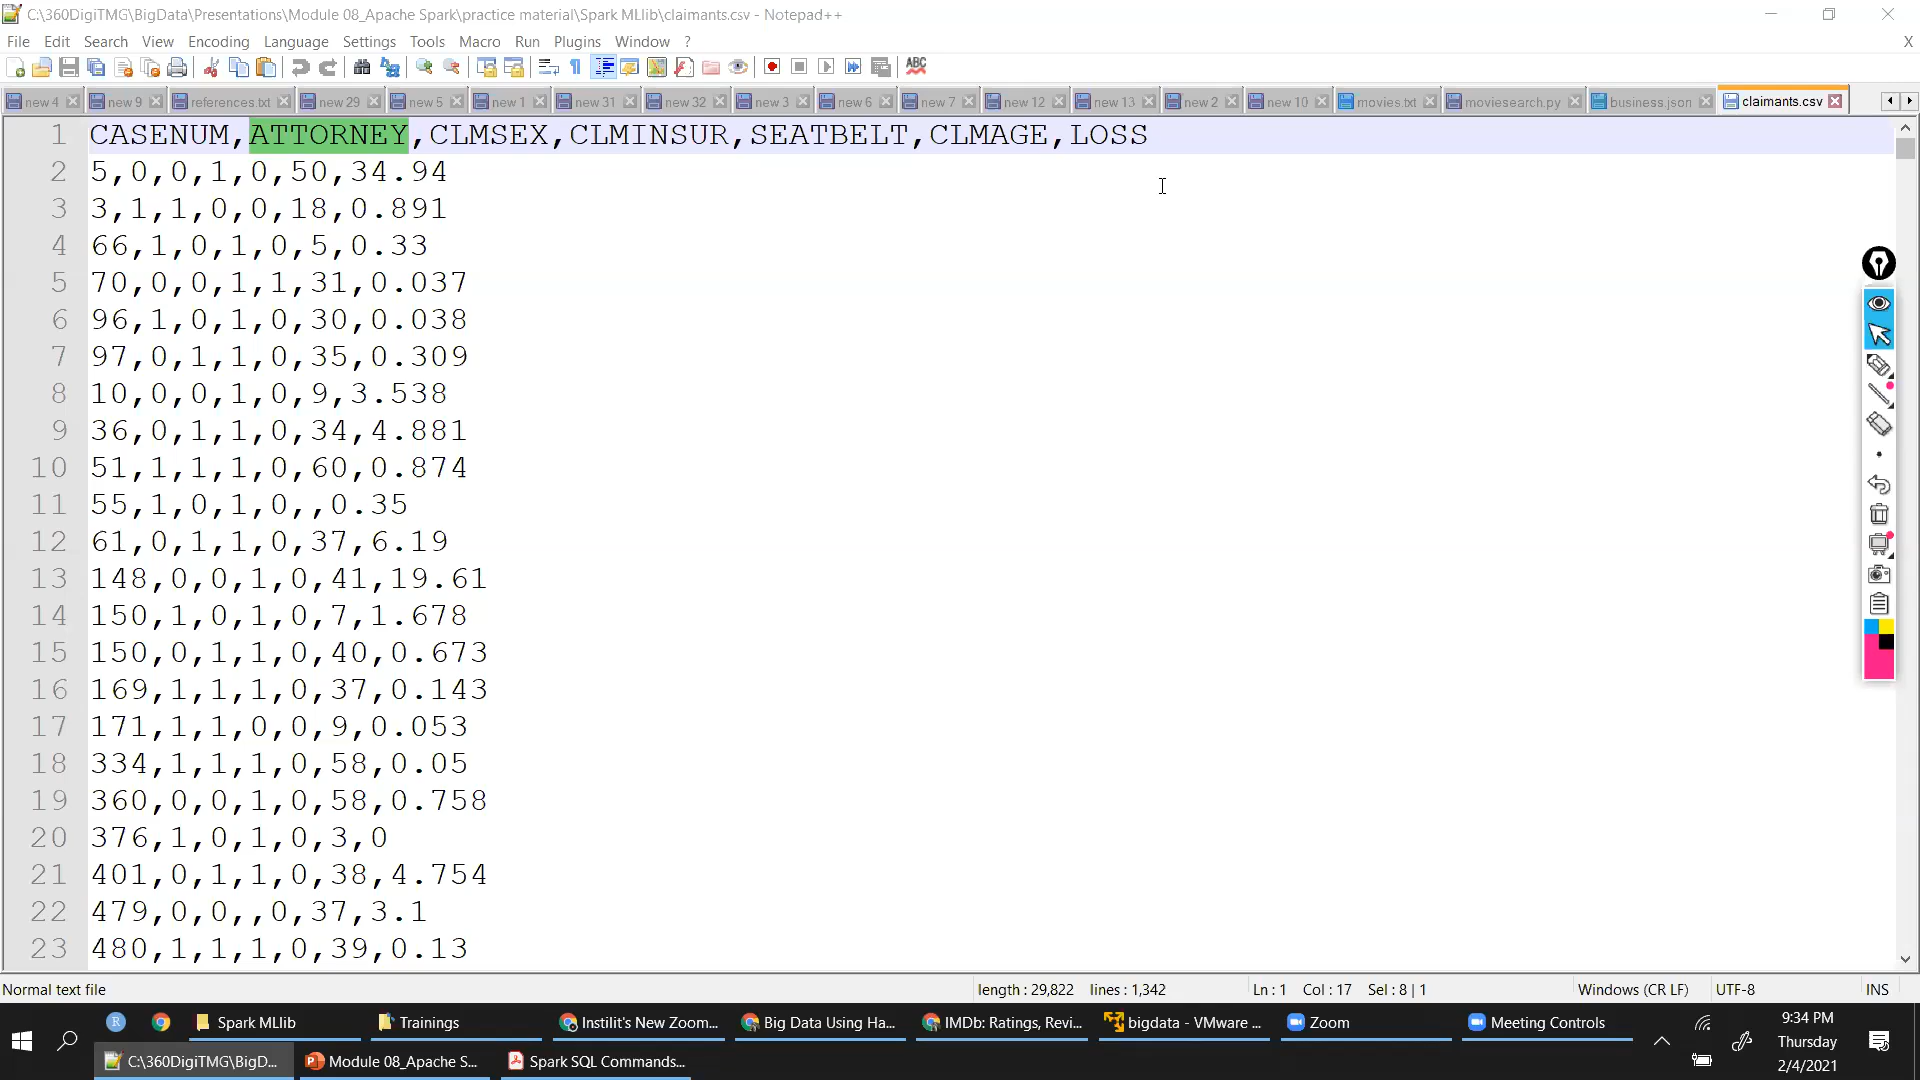 C:\360DigiTMG\BigData\Presentations\Module 08_Apache Spark\practice material\Spark MLlib\claimants.csv - Notepad++
File Edit Search View Encoding Language Settings Tools Macro Run Plugins Window ? X
ABC
new 4 new 9 references.txt new 29 new 5 new 1 new 31 new 32 new 3 new 6 new 7 new 12 new 13 new 2 new 10 movies.txt moviesearch.py business.json claimants.csv
1 CASENUM,ATTORNEY,CLMSEX,CLMINSUR,SEATBELT,CLMAGE,LOSS
2 5,0,0,1,0,50,34.94
3 3,1,1,0,0,18,0.891
4 66,1,0,1,0,5,0.33
5 70,0,0,1,1,31,0.037
6 96,1,0,1,0,30,0.038
7 97,0,1,1,0,35,0.309
8 10,0,0,1,0,9,3.538
9 36,0,1,1,0,34,4.881
10 51,1,1,1,0,60,0.874
11 55,1,0,1,0,,0.35
12 61,0,1,1,0,37,6.19
13 148,0,0,1,0,41,19.61
14 150,1,0,1,0,7,1.678
15 150,0,1,1,0,40,0.673
16 169,1,1,1,0,37,0.143
17 171,1,1,0,0,9,0.053
18 334,1,1,1,0,58,0.05
19 360,0,0,1,0,58,0.758
20 376,1,0,1,0,3,0
21 401,0,1,1,0,38,4.754
22 479,0,0,,0,37,3.1
23 480,1,1,1,0,39,0.13
Normal text file length : 29,822 lines : 1,342 Ln : 1 Col : 17 Sel : 8 | 1 Windows (CR LF) UTF-8 INS
R Spark MLlib Trainings Instilit's New Zoom... Big Data Using Ha... IMDb: Ratings, Revi... bigdata - VMware ... Zoom Meeting Controls
C:\360DigiTMG\BigD... Module 08_Apache S... Spark SQL Commands...
9:34 PM
Thursday
2/4/2021